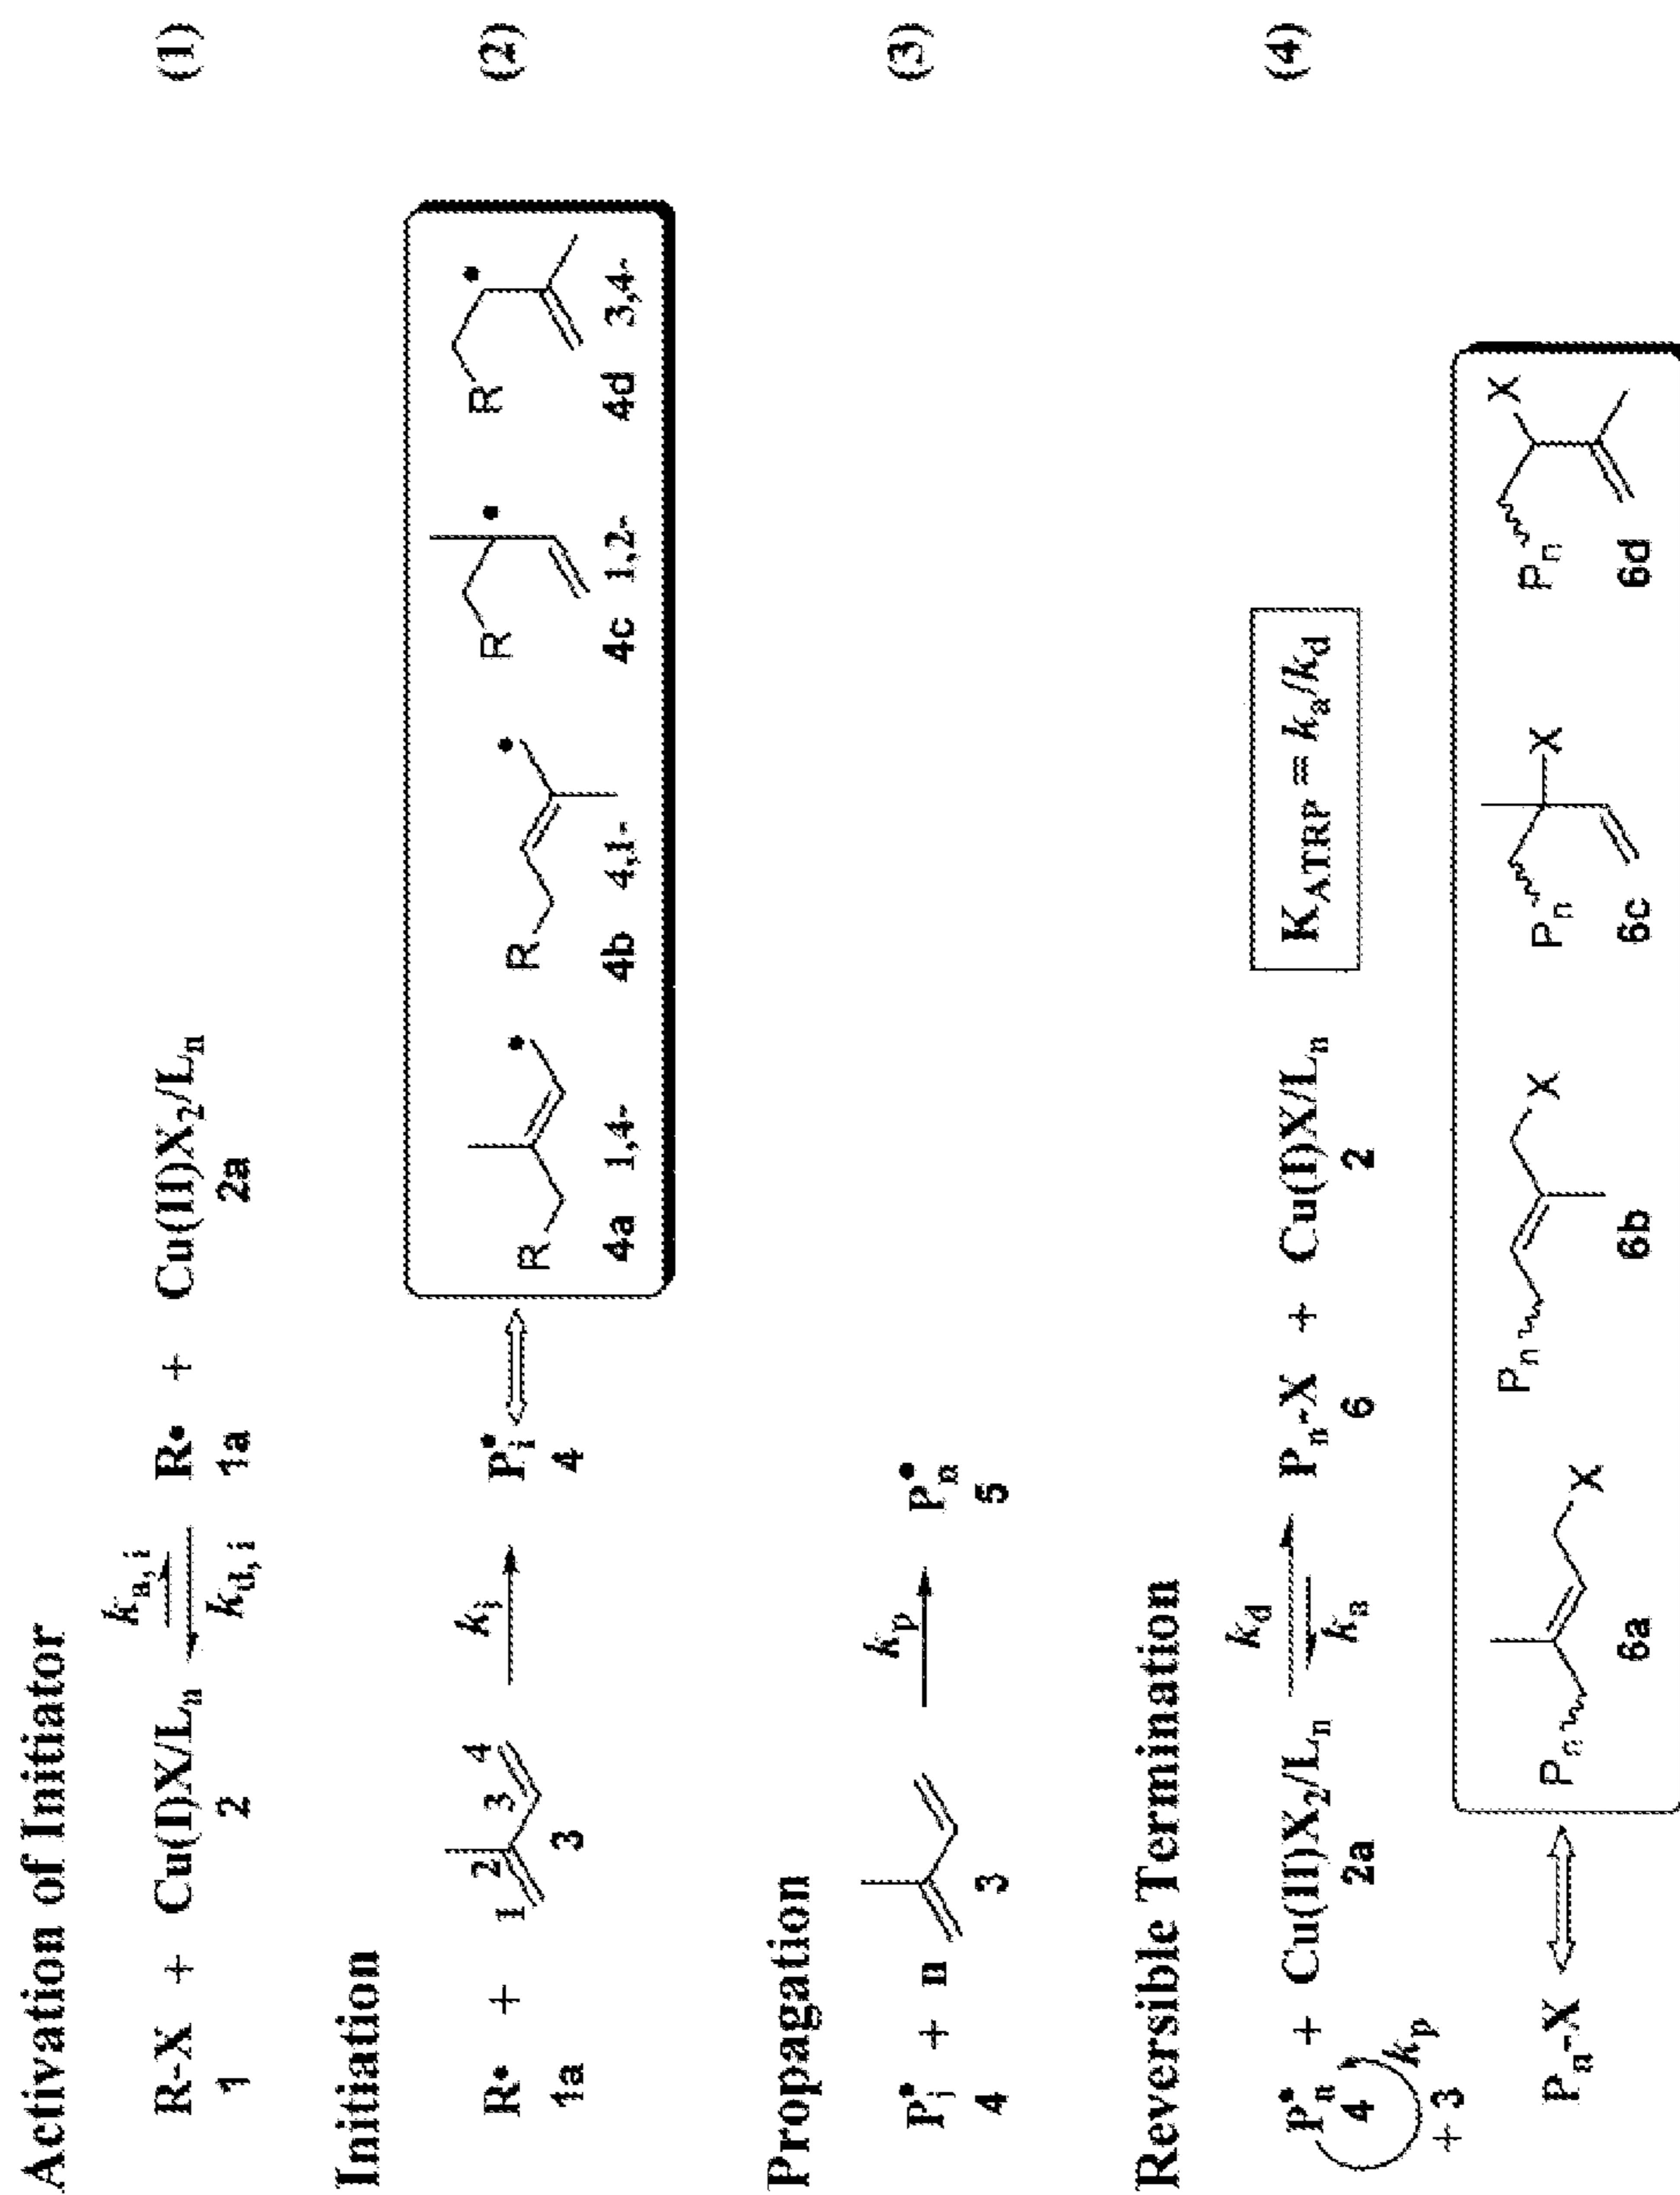 Activation of Initiator
R-X + Cu(I)X/Ln ka,i kd,i R• + Cu(II)X2/Ln (1)
1 2 1a 2a
Initiation
R• + 1 2 3 4 ki Pi• R R R R (2)
1a 3 4 4a 1,4- 4b 4,1- 4c 1,2- 4d 3,4-
Propagation
Pi• + n kp Pn• (3)
4 3 5
Reversible Termination
Pn• + Cu(II)X2/Ln kd ka Pn-X + Cu(I)X/Ln KATRP = ka/kd (4)
4 2a 6 2
+ 3 kp
Pn-X Pn X Pn X Pn X Pn X
6a 6b 6c 6d